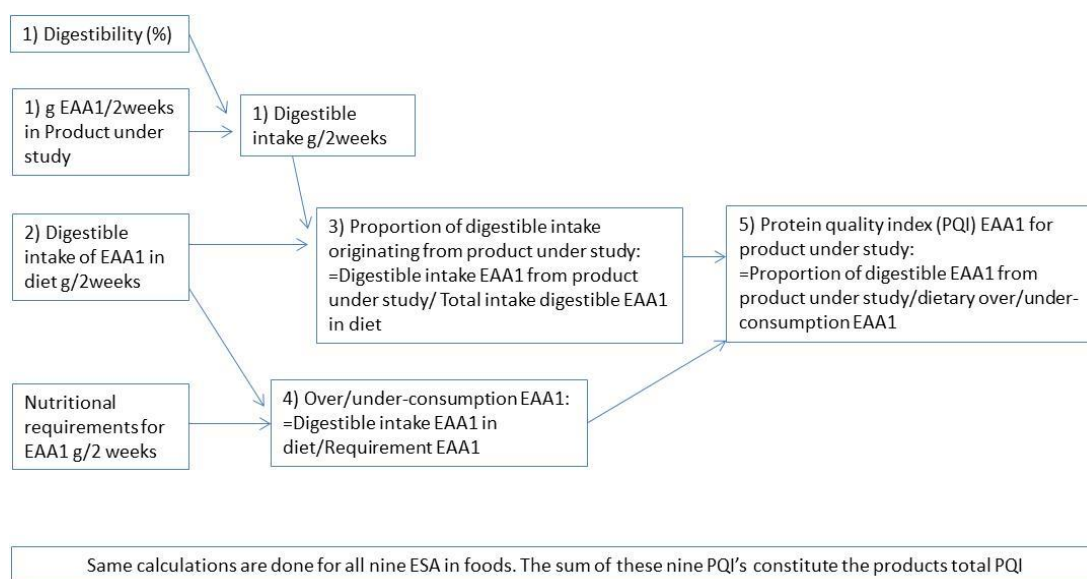 1) Digestibility (%)
1) g EAA1/2weeks
in Product under
study
1) Digestible
intake g/2weeks
2) Digestible
intake of EAA1 in
diet g/2weeks
3) Proportion of digestible intake
originating from product under study:
=Digestible intake EAA1 from product
under study/ Total intake digestible EAA1
in diet
5) Protein quality index (PQI) EAA1 for
product under study:
=Proportion of digestible EAA1 from
product under study/dietary over/under-
consumption EAA1
Nutritional
requirements for
EAA1 g/2 weeks
4) Over/under-consumption EAA1:
=Digestible intake EAA1 in
diet/Requirement EAA1
Same calculations are done for all nine ESA in foods. The sum of these nine PQI's constitute the products total PQI